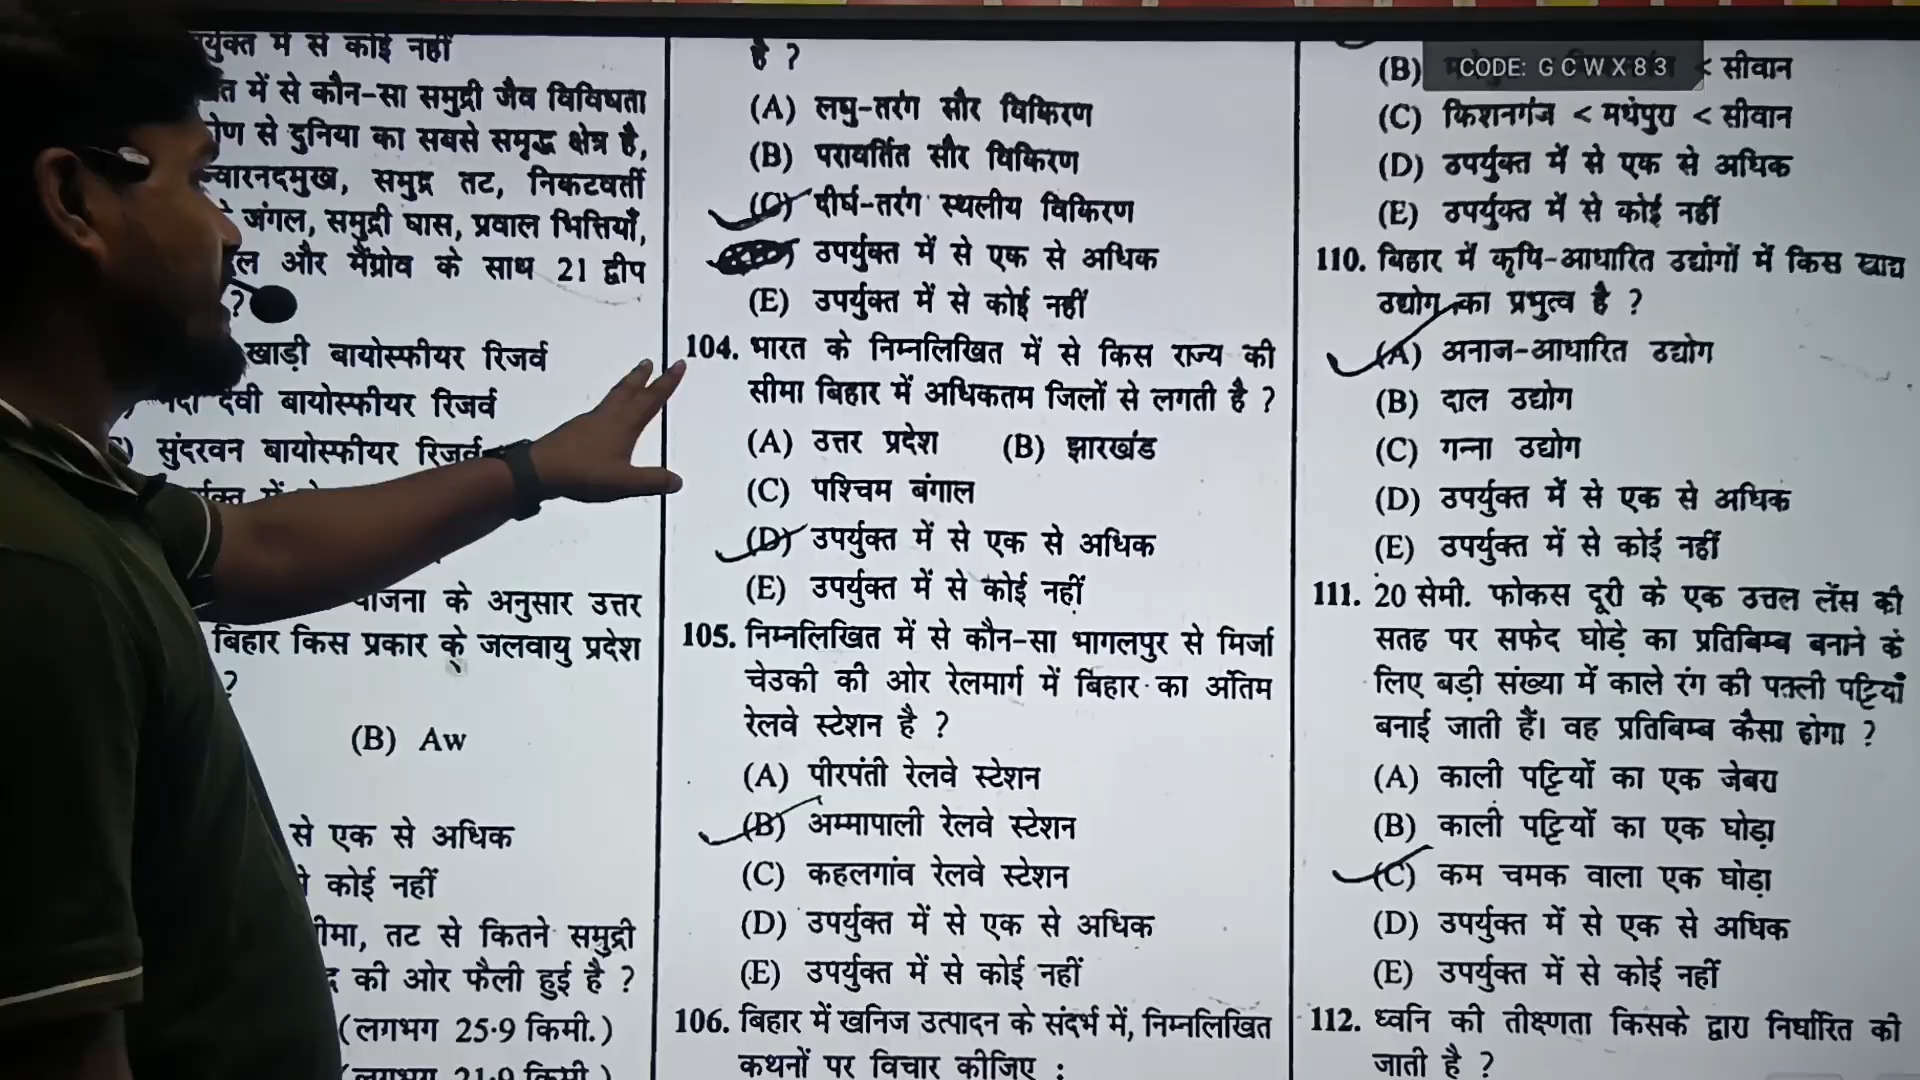 में से कोई नहीं
में से कौन-सा समुद्री जैव विविधता
से दुनिया का सबसे समृद्ध क्षेत्र है,
समुद्र तट, निकटवर्ती
जंगल, समुद्री घास, प्रवाल भित्तियाँ,
और मैंग्रोव के साथ 21 द्वीप
?
खाड़ी बायोस्फीयर रिजर्व
देवी बायोस्फीयर रिजर्व
सुंदरवन बायोस्फीयर रिजर्व
के अनुसार उत्तर
बिहार किस प्रकार के जलवायु प्रदेश
?
(B) Aw
से एक से अधिक
कोई नहीं
तट से कितने समुद्री
की ओर फैली हुई है ?
(लगभग 25·9 किमी.)
(लगभग 21·9 किमी.)
है ?
(A) लघु-तरंग सौर विकिरण
(B) परावर्तित सौर विकिरण
(C) दीर्घ-तरंग स्थलीय विकिरण
उपर्युक्त में से एक से अधिक
(E) उपर्युक्त में से कोई नहीं
104. भारत के निम्नलिखित में से किस राज्य की
सीमा बिहार में अधिकतम जिलों से लगती है ?
(A) उत्तर प्रदेश (B) झारखंड
(C) पश्चिम बंगाल
(D) उपर्युक्त में से एक से अधिक
(E) उपर्युक्त में से कोई नहीं
105. निम्नलिखित में से कौन-सा भागलपुर से मिर्जा
चेउकी की ओर रेलमार्ग में बिहार का अंतिम
रेलवे स्टेशन है ?
(A) पीरपंती रेलवे स्टेशन
(B) अम्मापाली रेलवे स्टेशन
(C) कहलगांव रेलवे स्टेशन
(D) उपर्युक्त में से एक से अधिक
(E) उपर्युक्त में से कोई नहीं
106. बिहार में खनिज उत्पादन के संदर्भ में, निम्नलिखित
कथनों पर विचार कीजिए :
(B) < सीवान
CODE: G C W X 8 3
(C) किशनगंज < मधेपुरा < सीवान
(D) उपर्युक्त में से एक से अधिक
(E) उपर्युक्त में से कोई नहीं
110. बिहार में कृषि-आधारित उद्योगों में किस खाद्य
उद्योग का प्रभुत्व है ?
(A) अनाज-आधारित उद्योग
(B) दाल उद्योग
(C) गन्ना उद्योग
(D) उपर्युक्त में से एक से अधिक
(E) उपर्युक्त में से कोई नहीं
111. 20 सेमी. फोकस दूरी के एक उत्तल लेंस की
सतह पर सफेद घोड़े का प्रतिबिम्ब बनाने के
लिए बड़ी संख्या में काले रंग की पतली पट्टियाँ
बनाई जाती हैं। वह प्रतिबिम्ब कैसा होगा ?
(A) काली पट्टियों का एक जेबरा
(B) काली पट्टियों का एक घोड़ा
(C) कम चमक वाला एक घोड़ा
(D) उपर्युक्त में से एक से अधिक
(E) उपर्युक्त में से कोई नहीं
112. ध्वनि की तीक्ष्णता किसके द्वारा निर्धारित की
जाती है ?